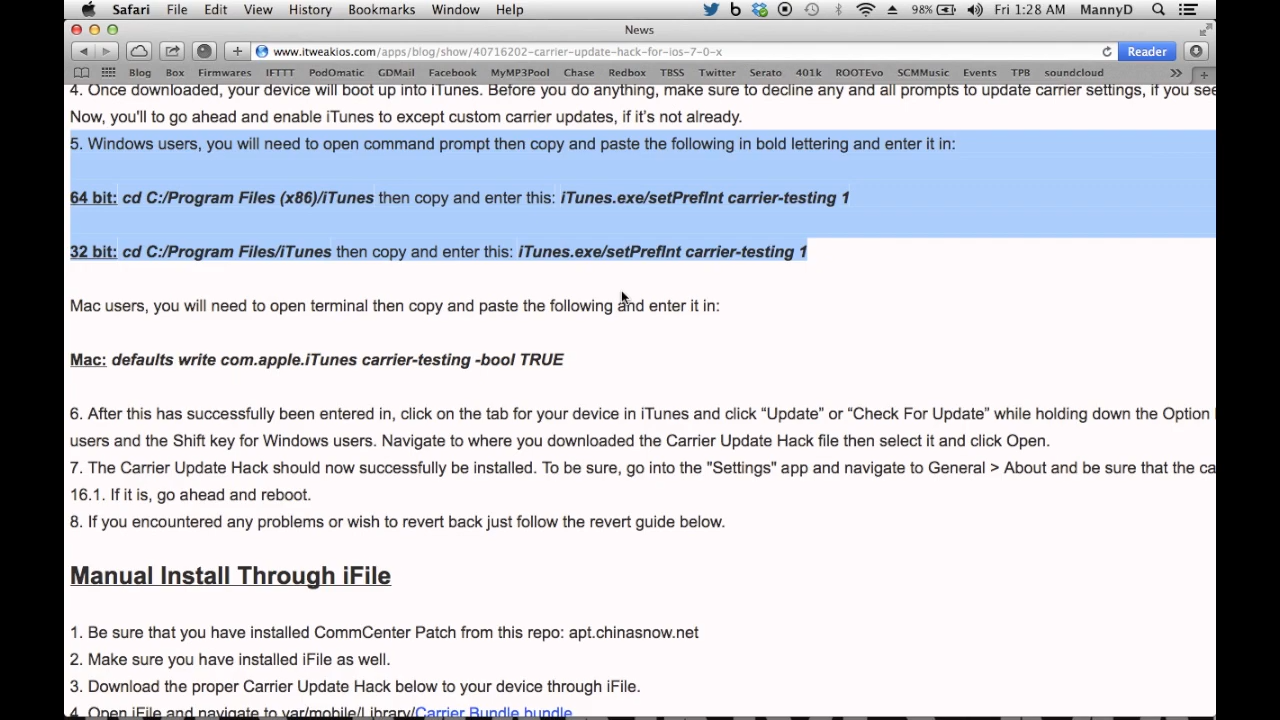 Safari File Edit View History Bookmarks Window Help 98% Fri 1:28 AM MannyD
News
www.itweakios.com/apps/blog/show/40716202-carrier-update-hack-for-ios-7-0-x Reader
Blog Box Firmwares IFTTT PodOmatic GDMail Facebook MyMP3Pool Chase Redbox TBSS Twitter Serato 401k ROOTEvo SCMMusic Events TPB soundcloud
4. Once downloaded, your device will boot up into iTunes. Before you do anything, make sure to decline any and all prompts to update carrier settings, if you see
Now, you'll to go ahead and enable iTunes to except custom carrier updates, if it's not already.
5. Windows users, you will need to open command prompt then copy and paste the following in bold lettering and enter it in:
64 bit: cd C:/Program Files (x86)/iTunes then copy and enter this: iTunes.exe/setPrefInt carrier-testing 1
32 bit: cd C:/Program Files/iTunes then copy and enter this: iTunes.exe/setPrefInt carrier-testing 1
Mac users, you will need to open terminal then copy and paste the following and enter it in:
Mac: defaults write com.apple.iTunes carrier-testing -bool TRUE
6. After this has successfully been entered in, click on the tab for your device in iTunes and click “Update” or “Check For Update” while holding down the Option
users and the Shift key for Windows users. Navigate to where you downloaded the Carrier Update Hack file then select it and click Open.
7. The Carrier Update Hack should now successfully be installed. To be sure, go into the "Settings" app and navigate to General > About and be sure that the ca
16.1. If it is, go ahead and reboot.
8. If you encountered any problems or wish to revert back just follow the revert guide below.
Manual Install Through iFile
1. Be sure that you have installed CommCenter Patch from this repo: apt.chinasnow.net
2. Make sure you have installed iFile as well.
3. Download the proper Carrier Update Hack below to your device through iFile.
4. Open iFile and navigate to var/mobile/Library/Carrier Bundle bundle